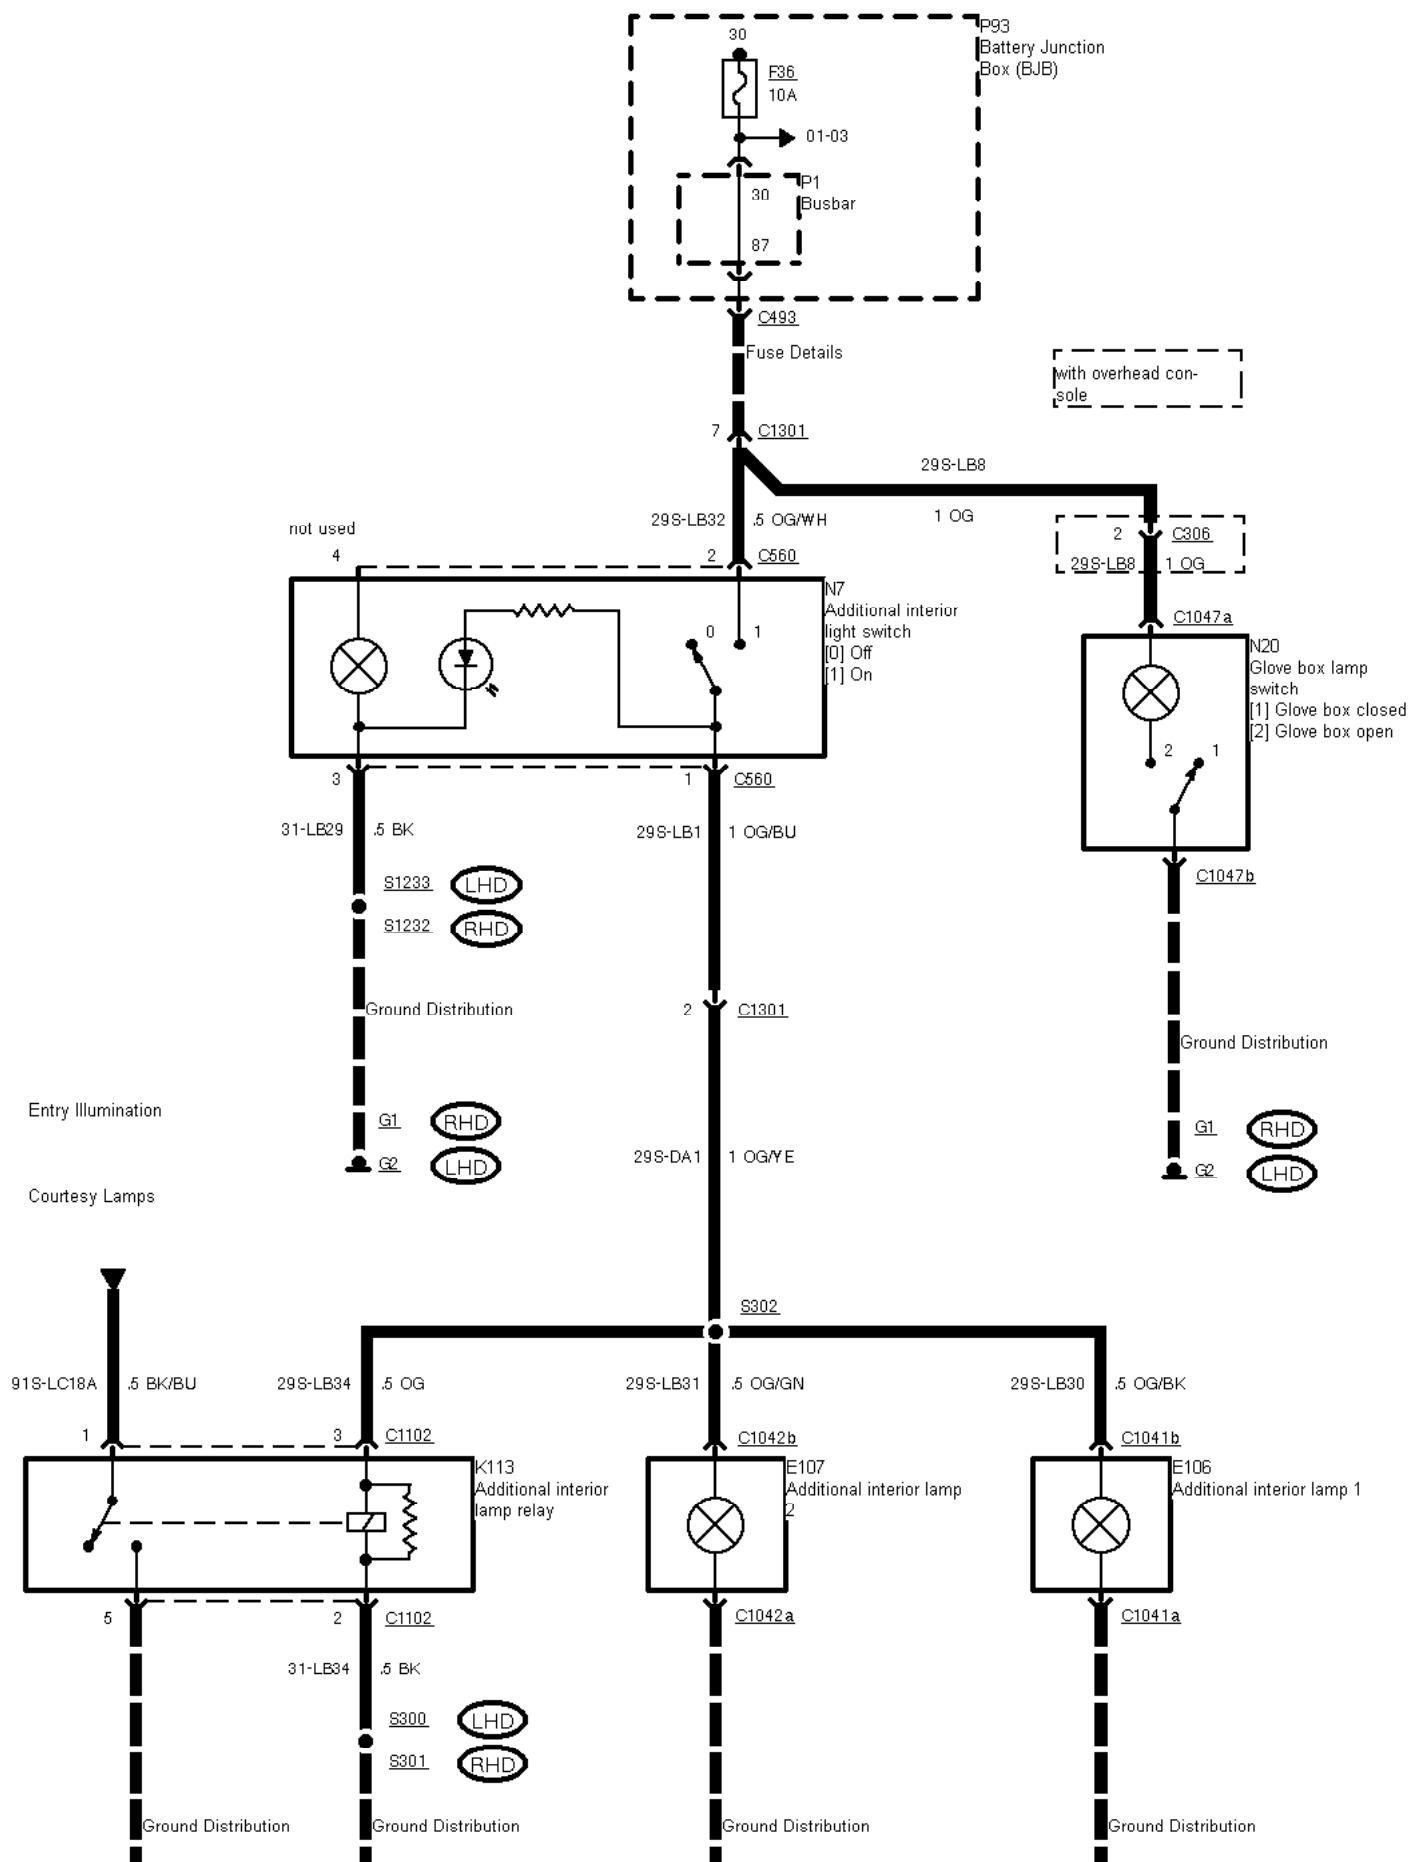 P93
Battery Junction
Box (BJB)
30
F36
10A
01-03
P1
Busbar
30
87
C493
Fuse Details
with overhead con-
sole
7 C1301
29S-LB8
1 OG
29S-LB32 .5 OG/WH
2 C306
29S-LB8 1 OG
not used
4
2 C560
C1047a
N7
Additional interior
light switch
[0] Off
[1] On
0 1
N20
Glove box lamp
switch
[1] Glove box closed
[2] Glove box open
2 1
3
1 C560
31-LB29 .5 BK
29S-LB1 1 OG/BU
C1047b
S1233 LHD
S1232 RHD
Ground Distribution
2 C1301
Ground Distribution
Entry Illumination
G1 RHD
G2 LHD
G1 RHD
G2 LHD
29S-DA1 1 OG/YE
Courtesy Lamps
S302
91S-LC18A .5 BK/BU
29S-LB34 .5 OG
29S-LB31 .5 OG/GN
29S-LB30 .5 OG/BK
1
3 C1102
C1042b
C1041b
K113
Additional interior
lamp relay
E107
Additional interior lamp
2
E106
Additional interior lamp 1
5
2 C1102
C1042a
C1041a
31-LB34 .5 BK
S300 LHD
S301 RHD
Ground Distribution
Ground Distribution
Ground Distribution
Ground Distribution